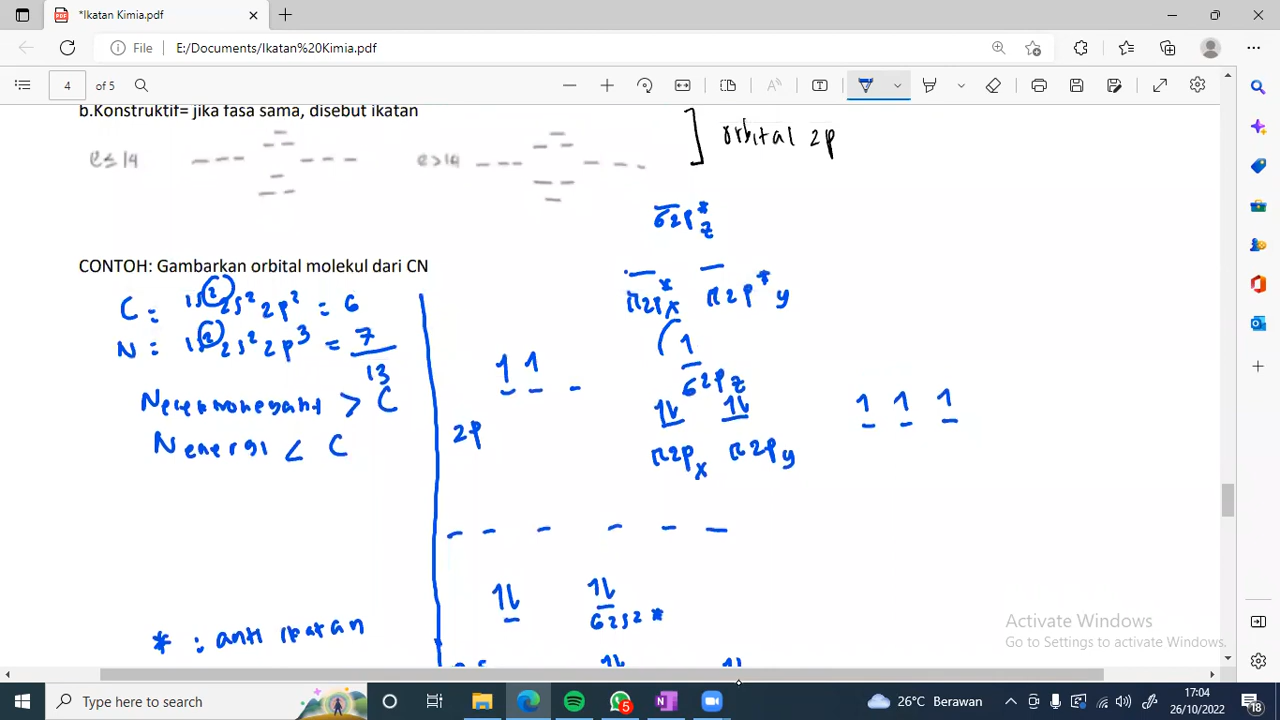 *Ikatan Kimia.pdf
File E:/Documents/Ikatan%20Kimia.pdf
4 of 5
b.Konstruktif= jika fasa sama, disebut ikatan
] orbital 2p
e≤14 e>14
σ2p*z
CONTOH: Gambarkan orbital molekul dari CN
π2p*x π2p*y
C = 1s² 2s² 2p² = 6
N = 1s² 2s² 2p³ = 7
13
σ2pz
N > C
2p
N energi < C
π2px π2py
σ2s2*
* : anti ikatan
Activate Windows
Go to Settings to activate Windows.
Type here to search
5
26°C Berawan
17:04
26/10/2022
18